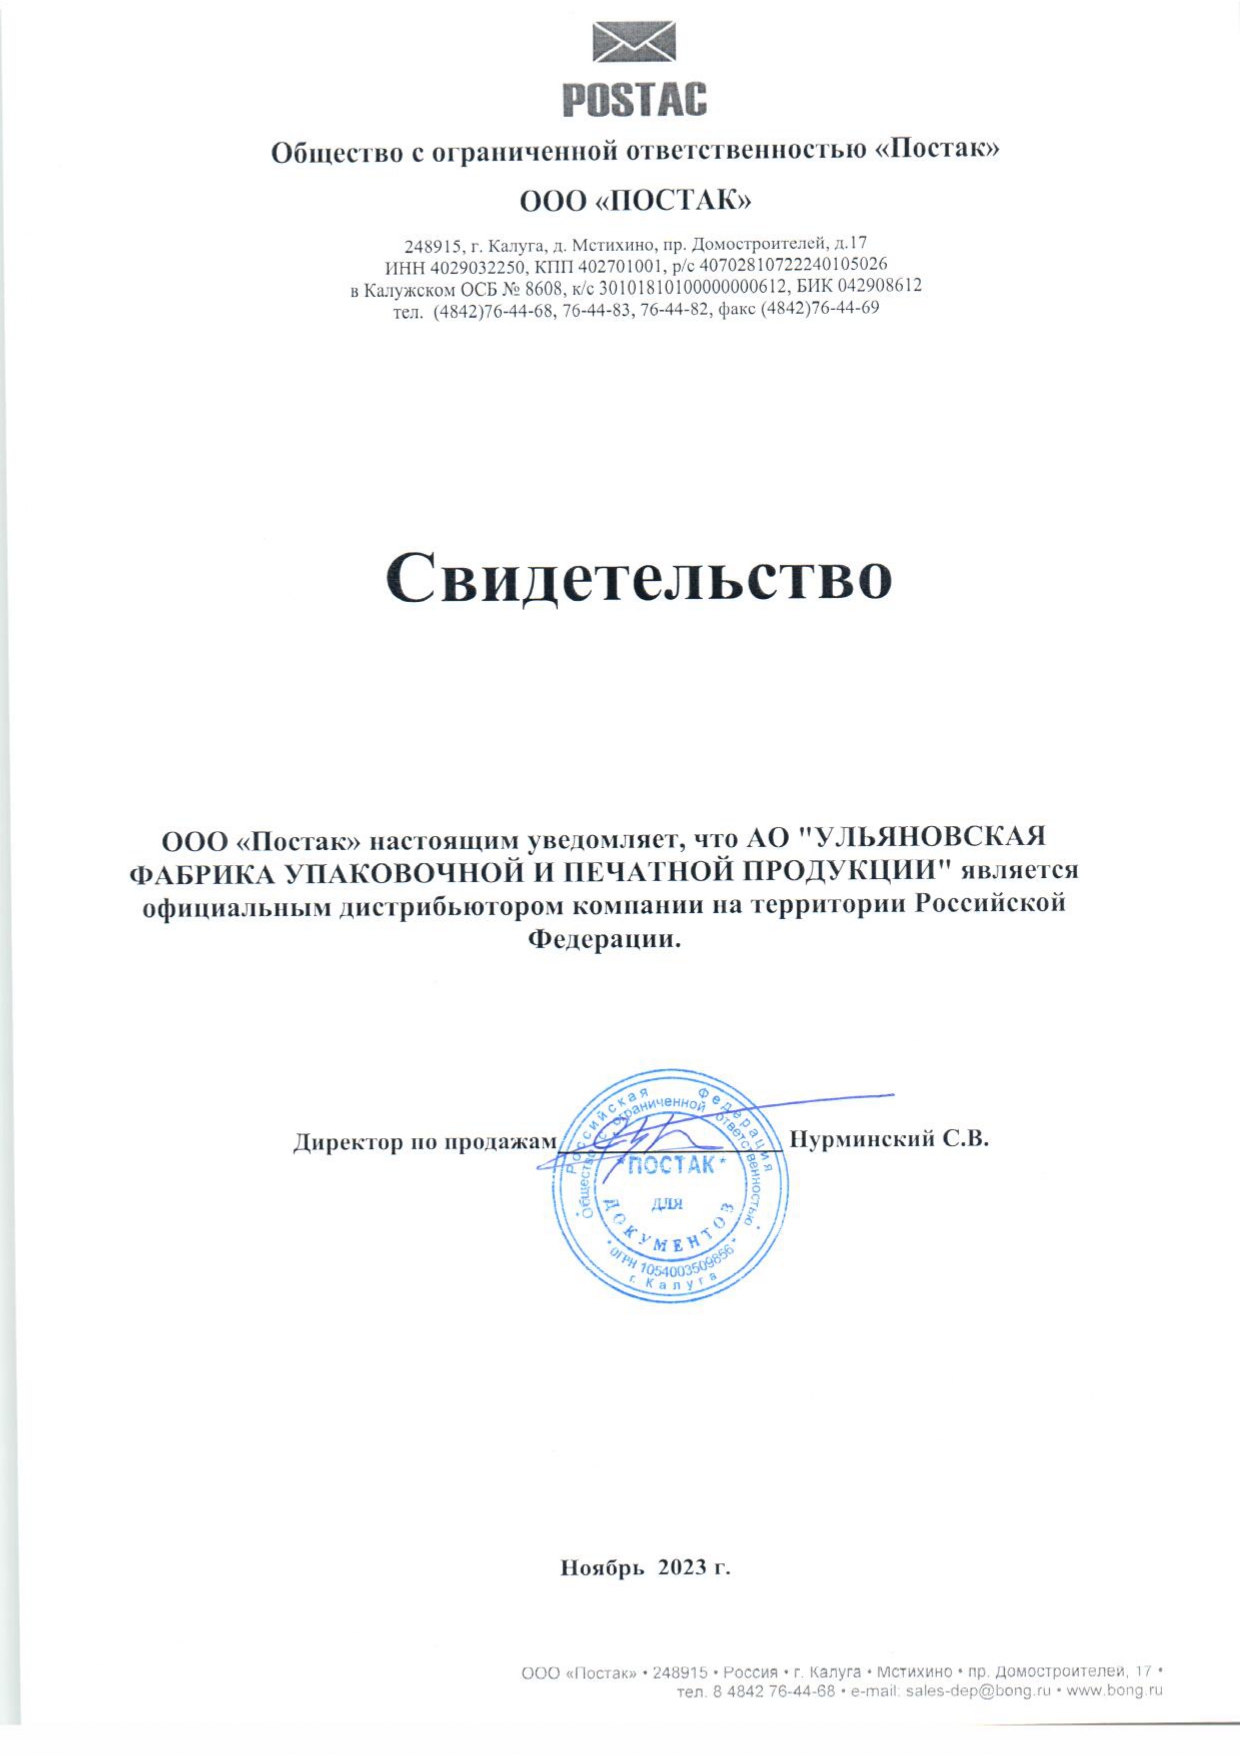 POSTAC
Общество с ограниченной ответственностью «Постак»
ООО «ПОСТАК»
248915, г. Калуга, д. Мстихино, пр. Домостроителей, д.17
ИНН 4029032250, КПП 402701001, р/с 40702810722240105026
в Калужском ОСБ № 8608, к/с 30101810100000000612, БИК 042908612
тел. (4842)76-44-68, 76-44-83, 76-44-82, факс (4842)76-44-69
Свидетельство
ООО «Постак» настоящим уведомляет, что АО "УЛЬЯНОВСКАЯ
ФАБРИКА УПАКОВОЧНОЙ И ПЕЧАТНОЙ ПРОДУКЦИИ" является
официальным дистрибьютором компании на территории Российской
Федерации.
Директор по продажам Нурминский С.В.
Российская Федерация
Общество с ограниченной ответственностью
*ПОСТАК*
для
ДОКУМЕНТОВ
* ОГРН 1054003509856 *
г. Калуга
Ноябрь 2023 г.
ООО «Постак» • 248915 • Россия • г. Калуга • Мстихино • пр. Домостроителей, 17 •
тел. 8 4842 76-44-68 • e-mail: sales-dep@bong.ru • www.bong.ru